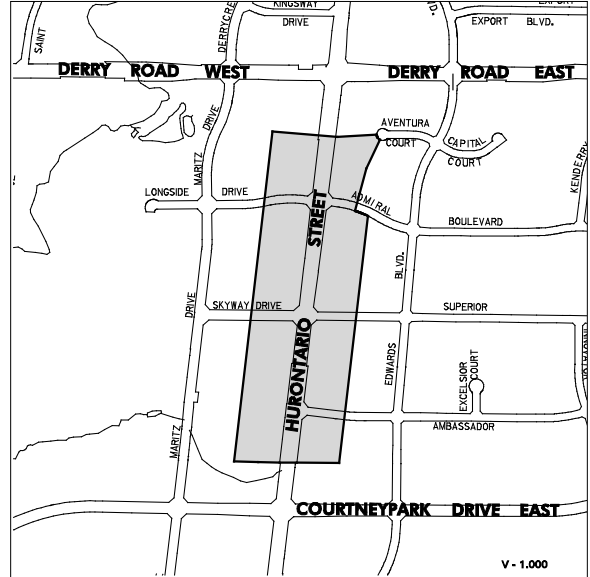 KINGSWAY
DRIVE
DERRYCRE
SAINT
BLVD.
EXPORT BLVD.
DERRY ROAD WEST
DERRY ROAD EAST
MARITZ DRIVE
AVENTURA
COURT
CAPITAL
COURT
KENDERRY
LONGSIDE DRIVE
ADMIRAL
BOULEVARD
HURONTARIO STREET
BLVD.
EDWARDS
SKYWAY DRIVE
SUPERIOR
MARITZ DRIVE
EXCELSIOR
COURT
AMBASSADOR
COURTNEYPARK DRIVE EAST
V - 1.000